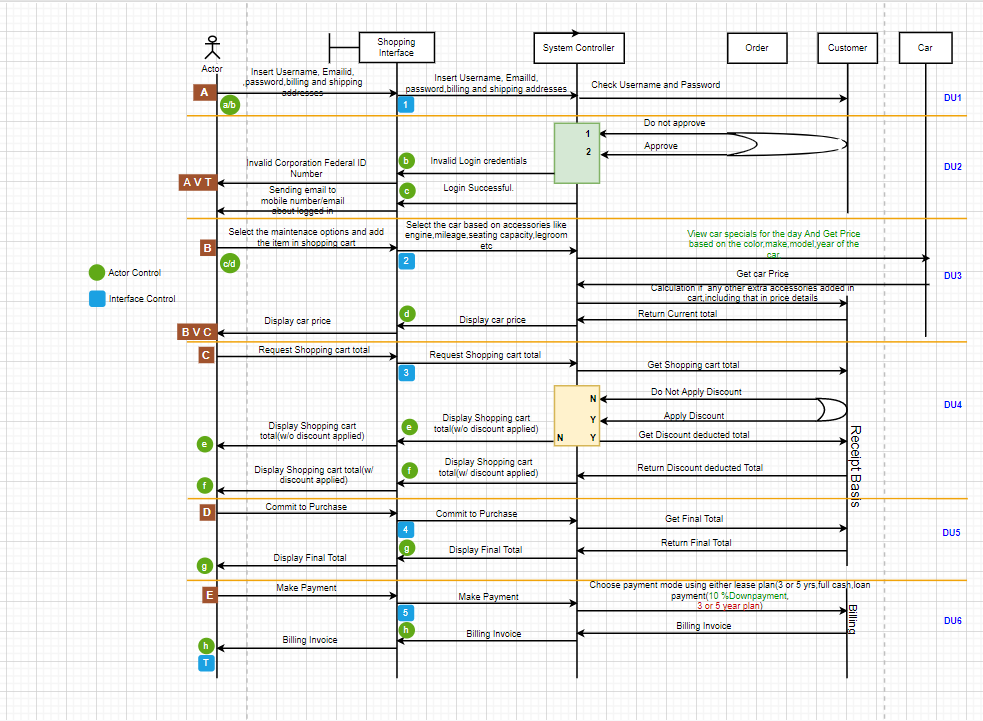 Shopping
Interface
System Controller
Order
Customer
Car
Actor
Insert Username, Emailid,
,password,billing and shipping
addresses
Insert Username, EmailId,
password,billing and shipping addresses
Check Username and Password
A
a/b
1
DU1
Do not approve
1
Approve
2
b
Invalid Login credentials
Invalid Corporation Federal ID
Number
DU2
A V T
c
Login Successful.
Sending email to
mobile number/email
about logged in
Select the maintenace options and add
the item in shopping cart
Select the car based on accessories like
engine,mileage,seating capacity,legroom
etc
View car specials for the day And Get Price
based on the color,make,model,year of the
car
B
c/d
2
Actor Control
Get car Price
DU3
Interface Control
Calculation if any other extra accessories added in
cart,including that in price details
d
Return Current total
Display car price
Display car price
B V C
C
Request Shopping cart total
Request Shopping cart total
Get Shopping cart total
3
Do Not Apply Discount
N
DU4
Apply Discount
Y
Display Shopping cart
total(w/o discount applied)
e
Display Shopping cart
total(w/o discount applied)
N
Y
Get Discount deducted total
e
Receipt Basis
Display Shopping cart total(w/
discount applied)
f
Display Shopping cart
total(w/ discount applied)
Return Discount deducted Total
f
D
Commit to Purchase
Commit to Purchase
Get Final Total
4
DU5
Return Final Total
g
Display Final Total
Display Final Total
g
E
Make Payment
Make Payment
Choose payment mode using either lease plan(3 or 5 yrs,full cash,loan
payment(10 %Downpayment,
3 or 5 year plan)
5
Billing
DU6
h
Billing Invoice
Billing Invoice
Billing Invoice
h
T